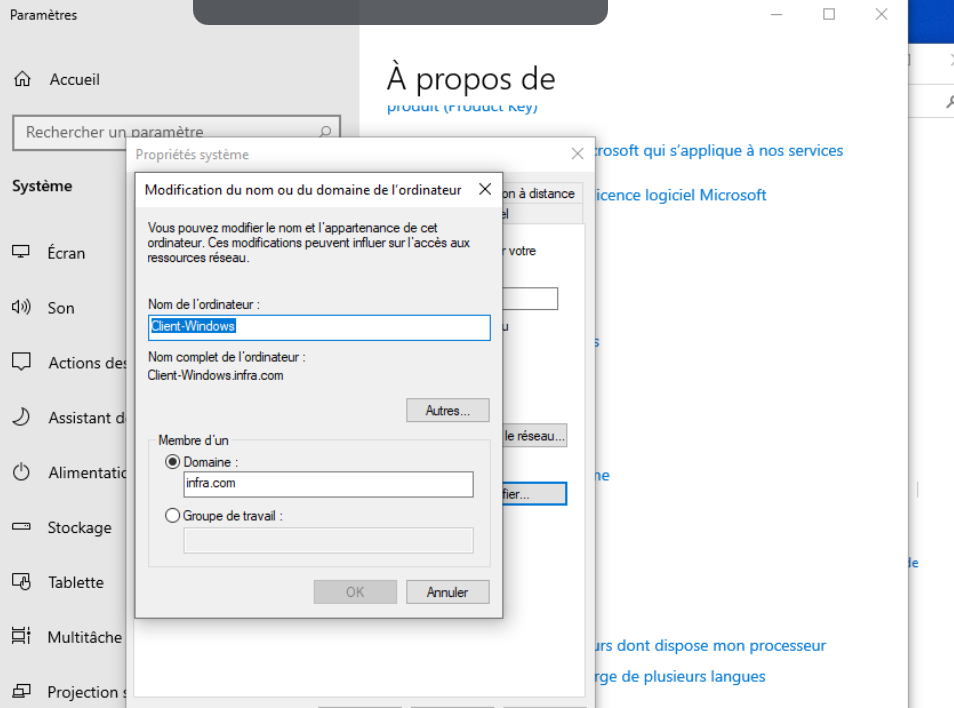 Paramètres
Accueil
À propos de
produit (Product Key)
Rechercher un paramètre
Propriétés système
crosoft qui s'applique à nos services
Système
Modification du nom ou du domaine de l'ordinateur
on à distance
icence logiciel Microsoft
el
Vous pouvez modifier le nom et l'appartenance de cet
ordinateur. Ces modifications peuvent influer sur l'accès aux
ressources réseau.
r votre
Écran
Nom de l'ordinateur :
Son
Client-Windows
u
s
Nom complet de l'ordinateur :
Client-Windows.infra.com
Actions des
Autres...
Assistant d
Membre d'un
le réseau...
Domaine :
infra.com
Alimentatio
me
fier...
Groupe de travail :
Stockage
de
Tablette
OK
Annuler
Multitâche
urs dont dispose mon processeur
rge de plusieurs langues
Projection s